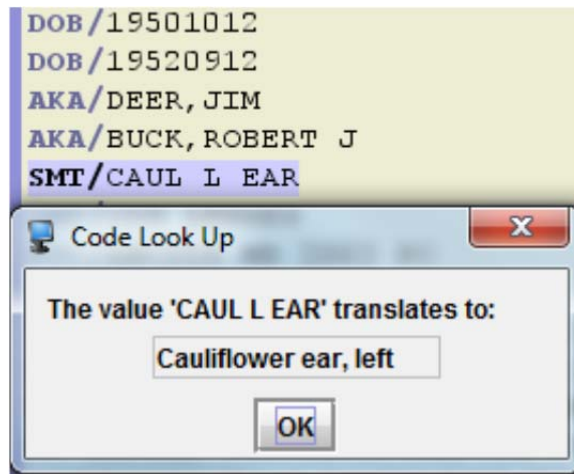 DOB/19501012
DOB/19520912
AKA/DEER,JIM
AKA/BUCK,ROBERT J
SMT/CAUL L EAR
Code Look Up
The value 'CAUL L EAR' translates to:
Cauliflower ear, left
OK